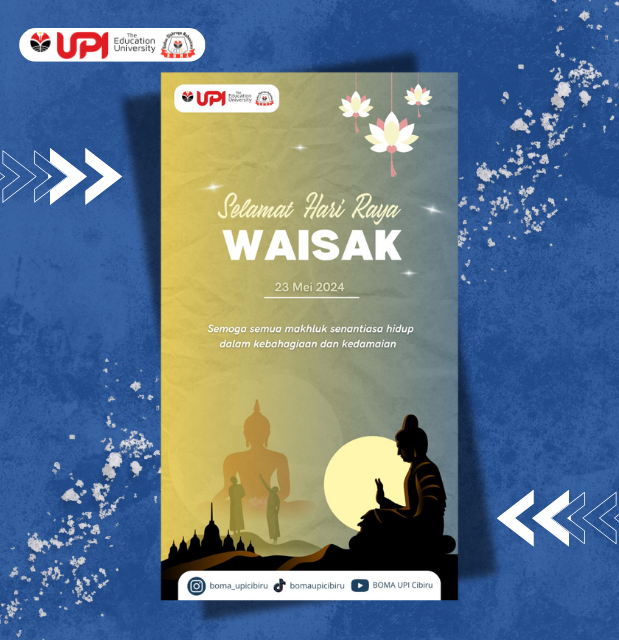 UPI The Education University
UPI The Education University
Selamat Hari Raya
WAISAK
23 Mei 2024
Semoga semua makhluk senantiasa hidup
dalam kebahagiaan dan kedamaian
boma_upicibiru bomaupicibiru BOMA UPI Cibiru